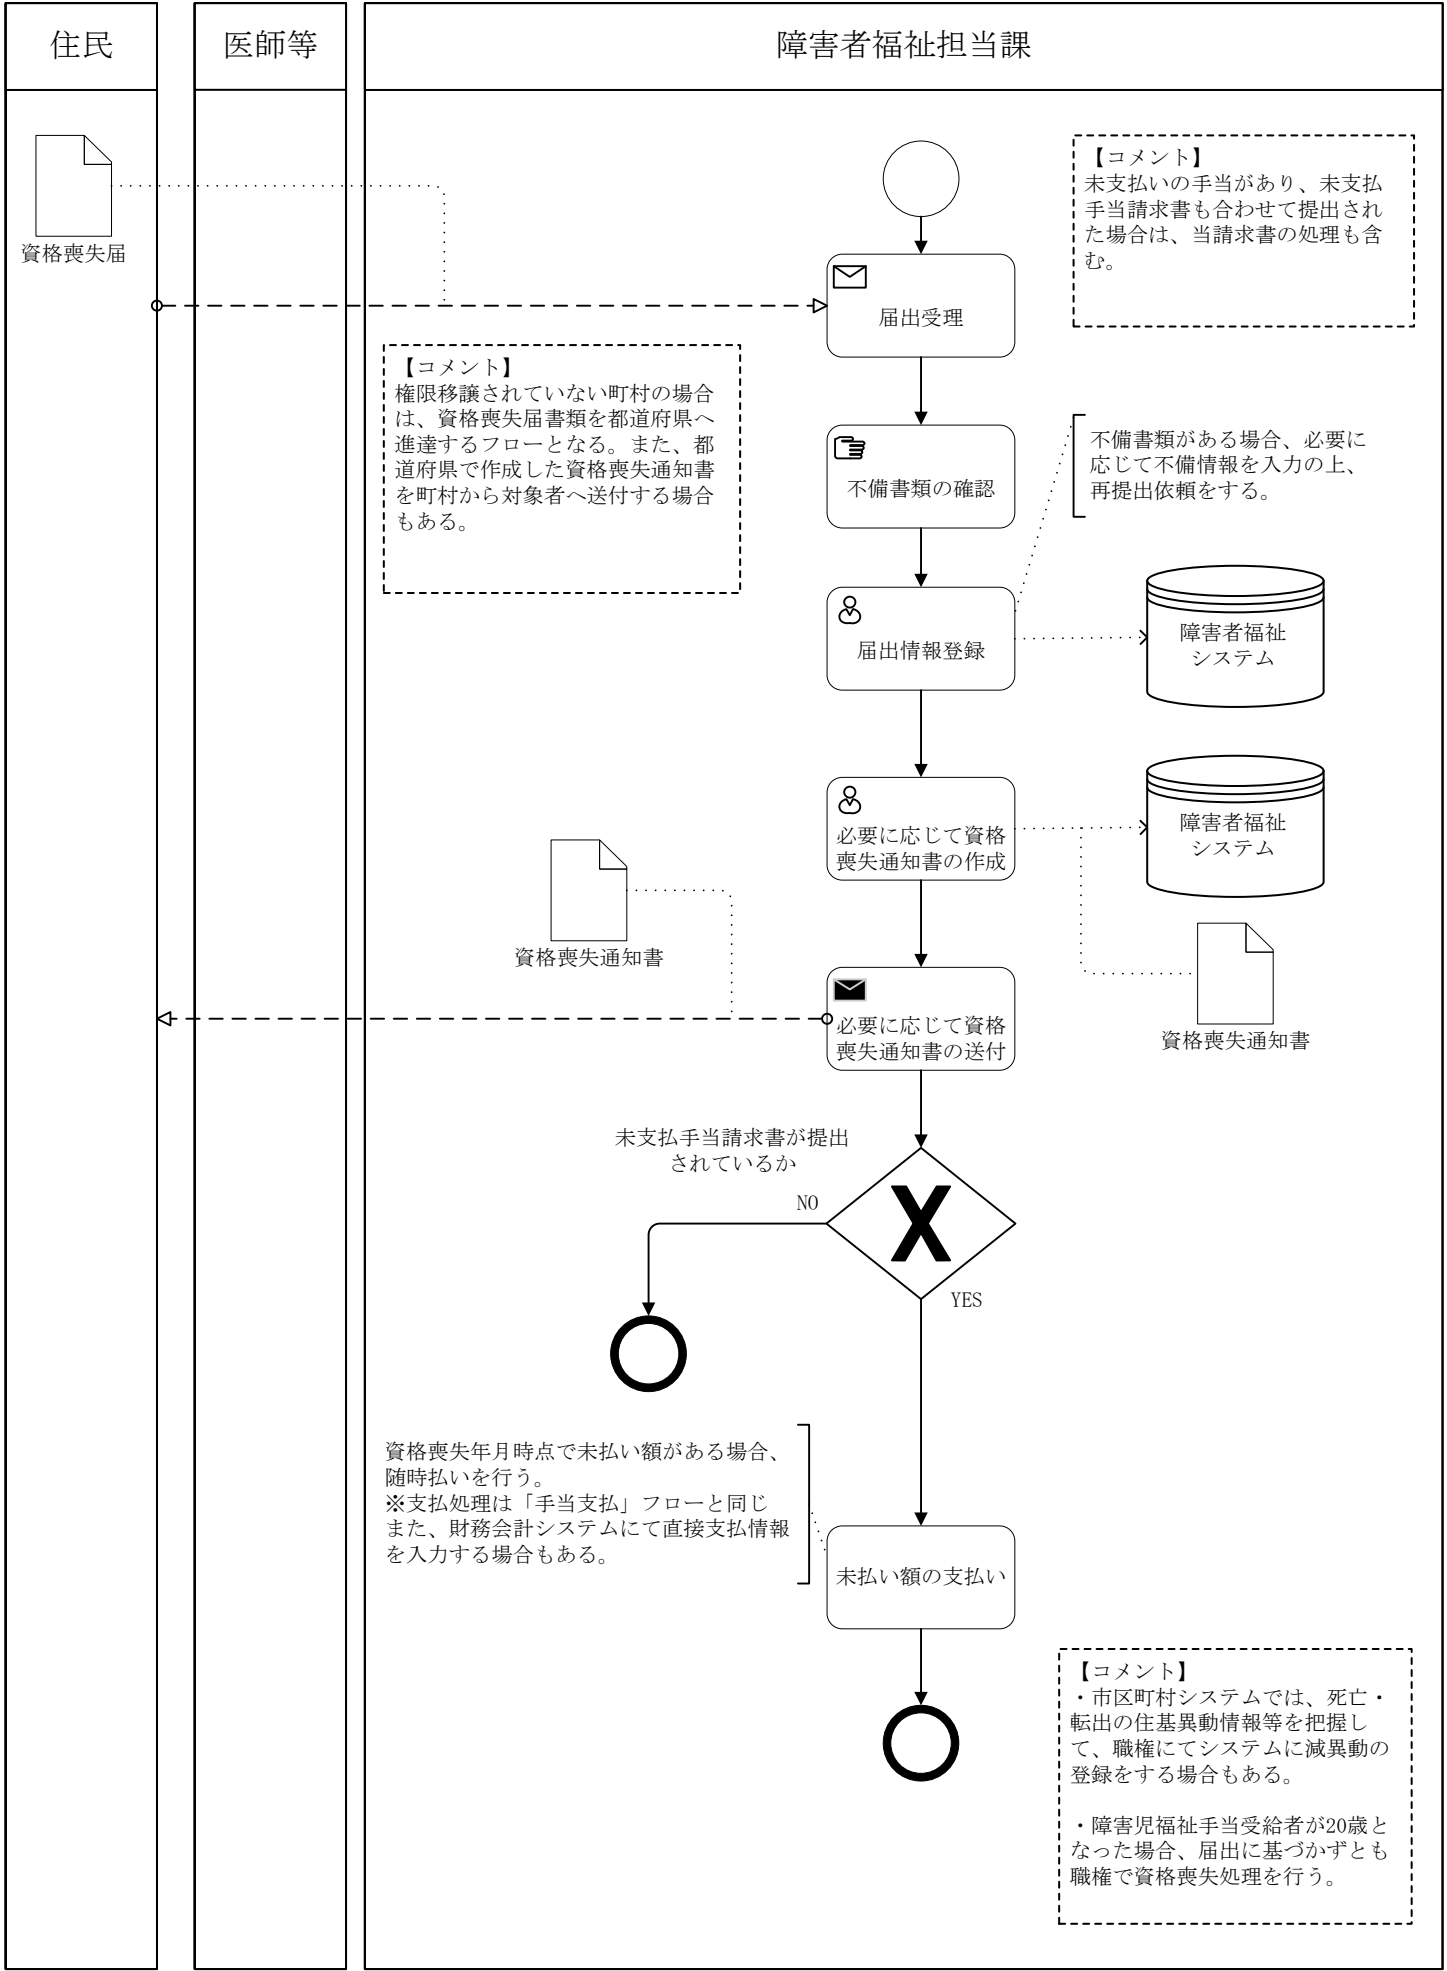 住民
医師等
障害者福祉担当課
資格喪失届
【コメント】
未支払いの手当があり、未支払
手当請求書も合わせて提出され
た場合は、当請求書の処理も含
む。
届出受理
【コメント】
権限移譲されていない町村の場合
は、資格喪失届書類を都道府県へ
進達するフローとなる。また、都
道府県で作成した資格喪失通知書
を町村から対象者へ送付する場合
もある。
不備書類の確認
不備書類がある場合、必要に
応じて不備情報を入力の上、
再提出依頼をする。
届出情報登録
障害者福祉
システム
必要に応じて資格
喪失通知書の作成
障害者福祉
システム
資格喪失通知書
資格喪失通知書
必要に応じて資格
喪失通知書の送付
未支払手当請求書が提出
されているか
NO
YES
資格喪失年月時点で未払い額がある場合、
随時払いを行う。
※支払処理は「手当支払」フローと同じ
また、財務会計システムにて直接支払情報
を入力する場合もある。
未払い額の支払い
【コメント】
・市区町村システムでは、死亡・
転出の住基異動情報等を把握し
て、職権にてシステムに減異動の
登録をする場合もある。
・障害児福祉手当受給者が20歳と
なった場合、届出に基づかずとも
職権で資格喪失処理を行う。